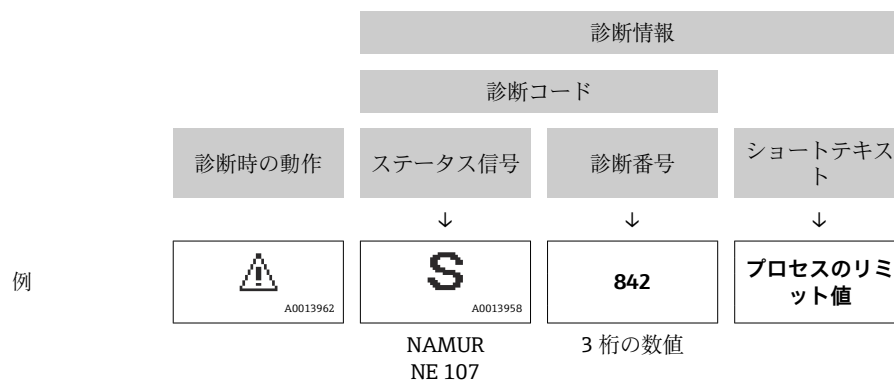 診断情報
診断コード
診断時の動作
ステータス信号
診断番号
ショートテキス
ト
↓
↓
↓
例
⚠
A0013962
S
A0013958
842
プロセスのリミ
ット値
NAMUR
NE 107
3 桁の数値